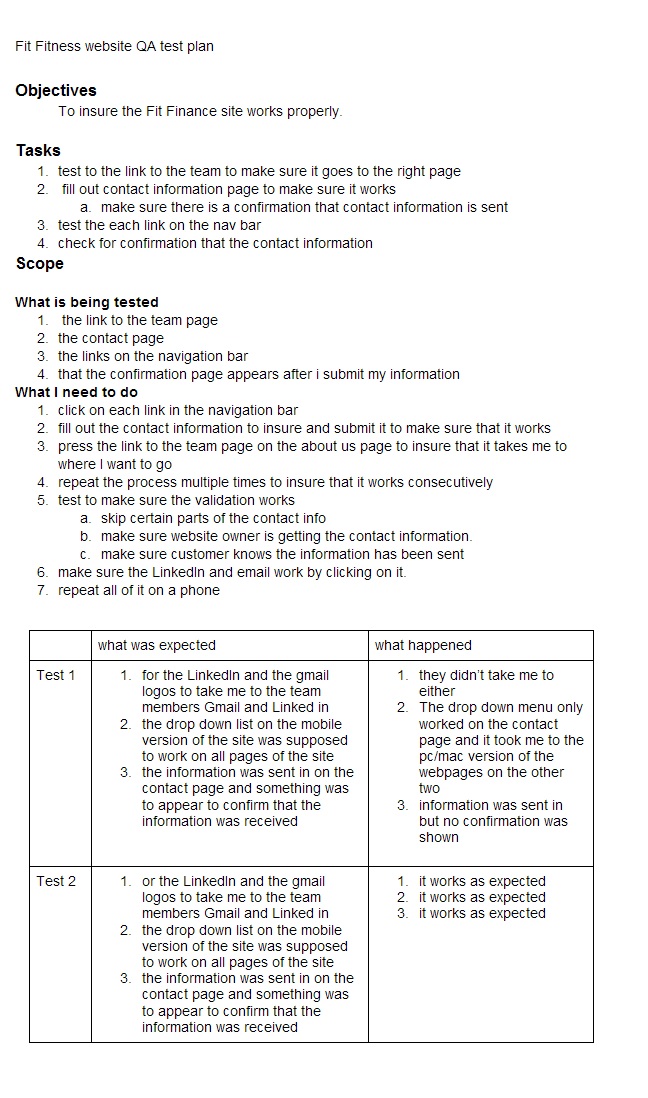 Fit Fitness website QA test plan
Objectives
To insure the Fit Finance site works properly.
Tasks
1. test to the link to the team to make sure it goes to the right page
2. fill out contact information page to make sure it works
a. make sure there is a confirmation that contact information is sent
3. test the each link on the nav bar
4. check for confirmation that the contact information
Scope
What is being tested
1. the link to the team page
2. the contact page
3. the links on the navigation bar
4. that the confirmation page appears after i submit my information
What I need to do
1. click on each link in the navigation bar
2. fill out the contact information to insure and submit it to make sure that it works
3. press the link to the team page on the about us page to insure that it takes me to
where I want to go
4. repeat the process multiple times to insure that it works consecutively
5. test to make sure the validation works
a. skip certain parts of the contact info
b. make sure website owner is getting the contact information.
c. make sure customer knows the information has been sent
6. make sure the LinkedIn and email work by clicking on it.
7. repeat all of it on a phone
what was expected
what happened
Test 1
1. for the LinkedIn and the gmail
logos to take me to the team
members Gmail and Linked in
2. the drop down list on the mobile
version of the site was supposed
to work on all pages of the site
3. the information was sent in on the
contact page and something was
to appear to confirm that the
information was received
1. they didn't take me to
either
2. The drop down menu only
worked on the contact
page and it took me to the
pc/mac version of the
webpages on the other
two
3. information was sent in
but no confirmation was
shown
Test 2
1. or the LinkedIn and the gmail
logos to take me to the team
members Gmail and Linked in
2. the drop down list on the mobile
version of the site was supposed
to work on all pages of the site
3. the information was sent in on the
contact page and something was
to appear to confirm that the
information was received
1. it works as expected
2. it works as expected
3. it works as expected